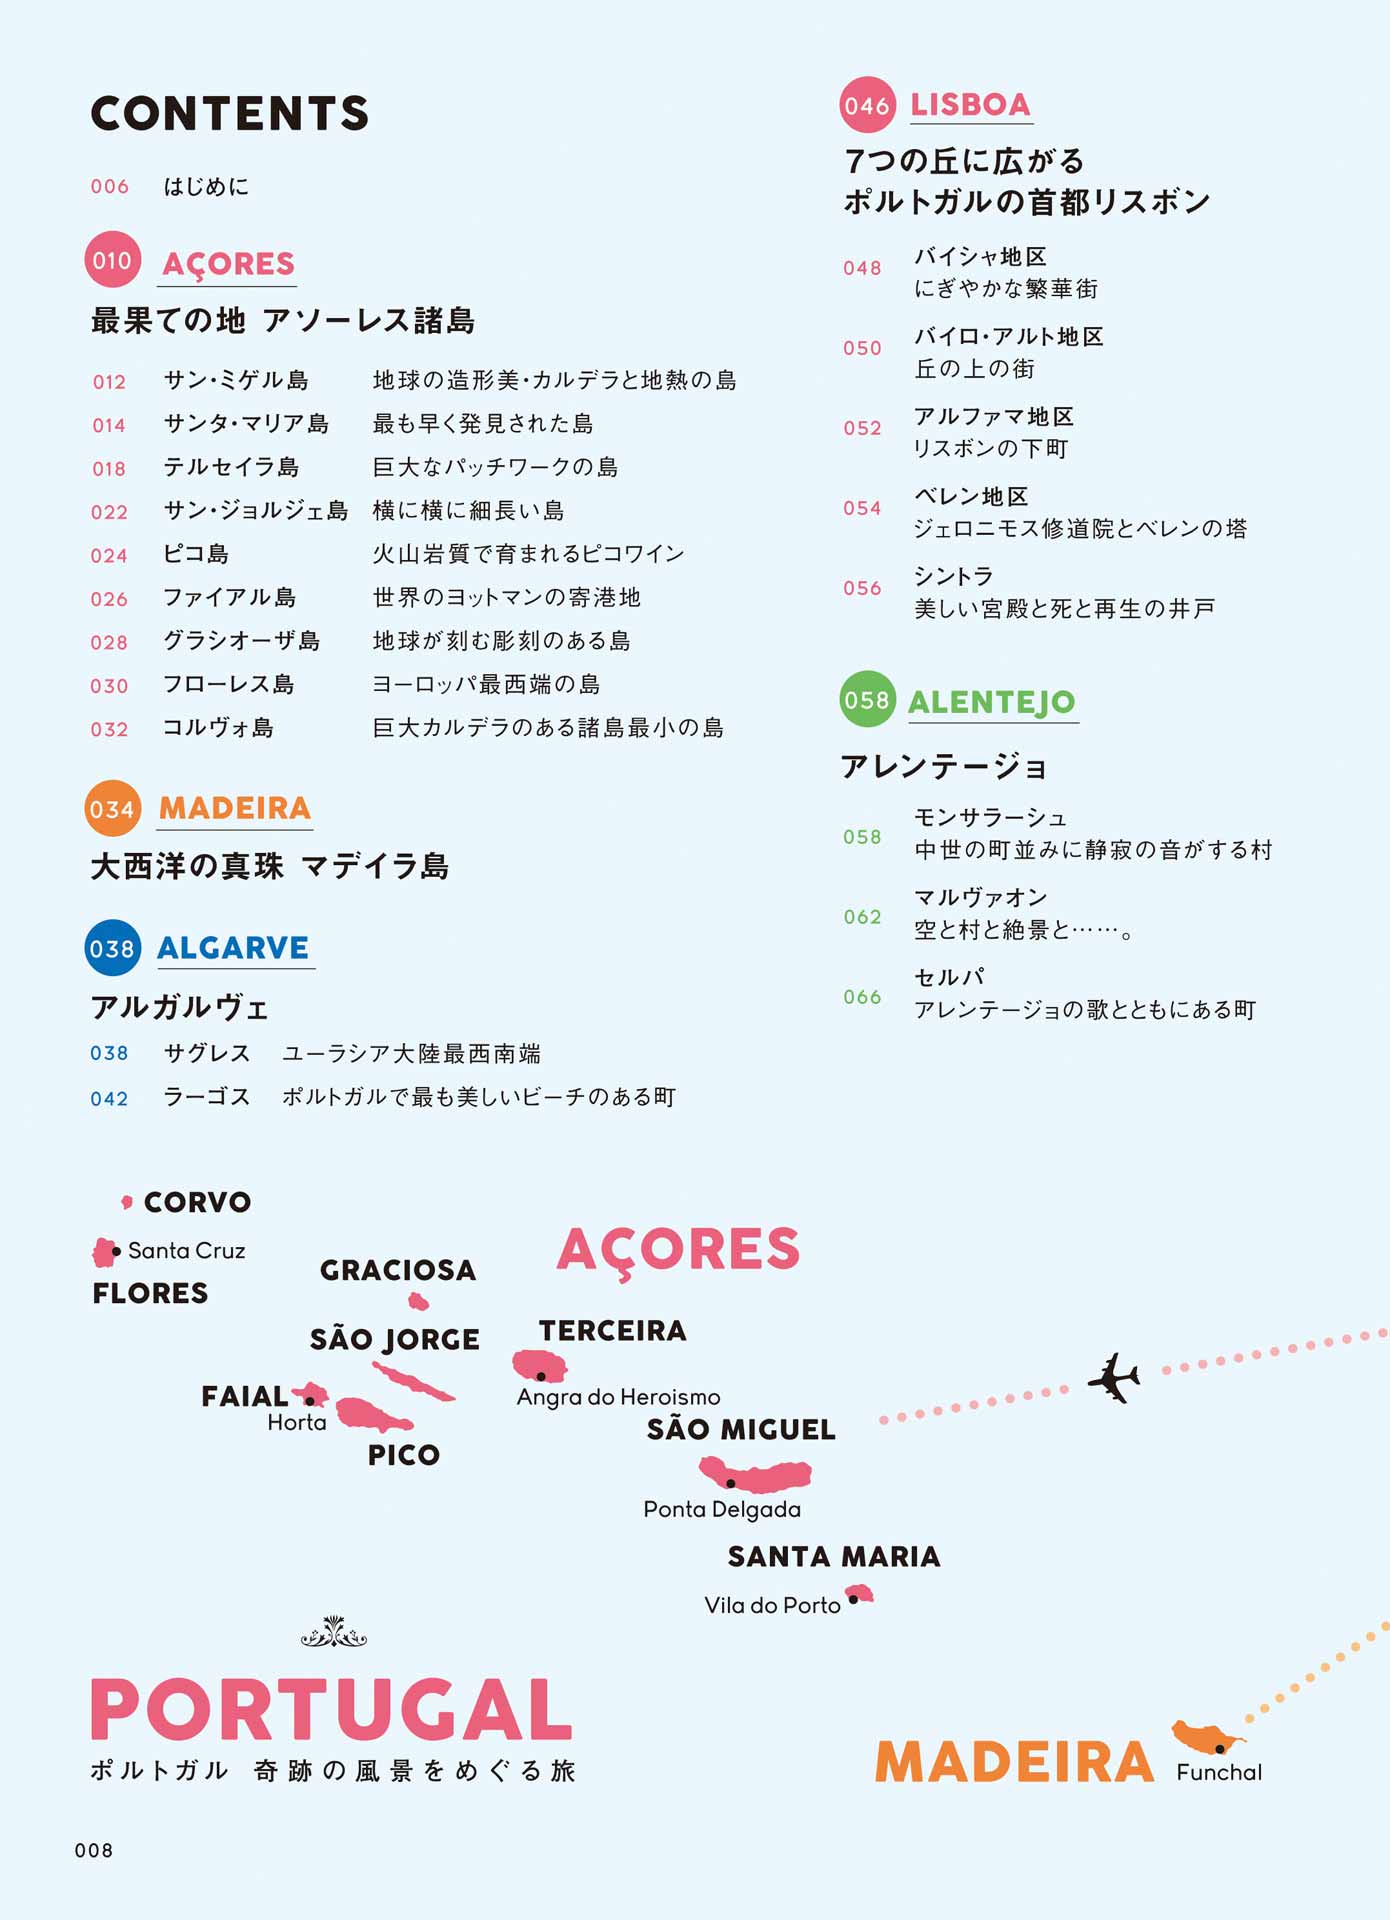 CONTENTS
006 はじめに
010 AÇORES
最果ての地 アソーレス諸島
012 サン・ミゲル島 地球の造形美・カルデラと地熱の島
014 サンタ・マリア島 最も早く発見された島
018 テルセイラ島 巨大なパッチワークの島
022 サン・ジョルジェ島 横に横に細長い島
024 ピコ島 火山岩質で育まれるピコワイン
026 ファイアル島 世界のヨットマンの寄港地
028 グラシオーザ島 地球が刻む彫刻のある島
030 フローレス島 ヨーロッパ最西端の島
032 コルヴォ島 巨大カルデラのある諸島最小の島
034 MADEIRA
大西洋の真珠 マデイラ島
038 ALGARVE
アルガルヴェ
038 サグレス ユーラシア大陸最西南端
042 ラーゴス ポルトガルで最も美しいビーチのある町
046 LISBOA
7つの丘に広がる
ポルトガルの首都リスボン
048 バイシャ地区
にぎやかな繁華街
050 バイロ・アルト地区
丘の上の街
052 アルファマ地区
リスボンの下町
054 ベレン地区
ジェロニモス修道院とベレンの塔
056 シントラ
美しい宮殿と死と再生の井戸
058 ALENTEJO
アレンテージョ
058 モンサラーシュ
中世の町並みに静寂の音がする村
062 マルヴァオン
空と村と絶景と……。
066 セルパ
アレンテージョの歌とともにある町
CORVO
Santa Cruz
FLORES
AÇORES
GRACIOSA
SÃO JORGE
TERCEIRA
FAIAL
Horta
Angra do Heroismo
PICO
SÃO MIGUEL
Ponta Delgada
SANTA MARIA
Vila do Porto
PORTUGAL
ポルトガル 奇跡の風景をめぐる旅
MADEIRA
Funchal
008